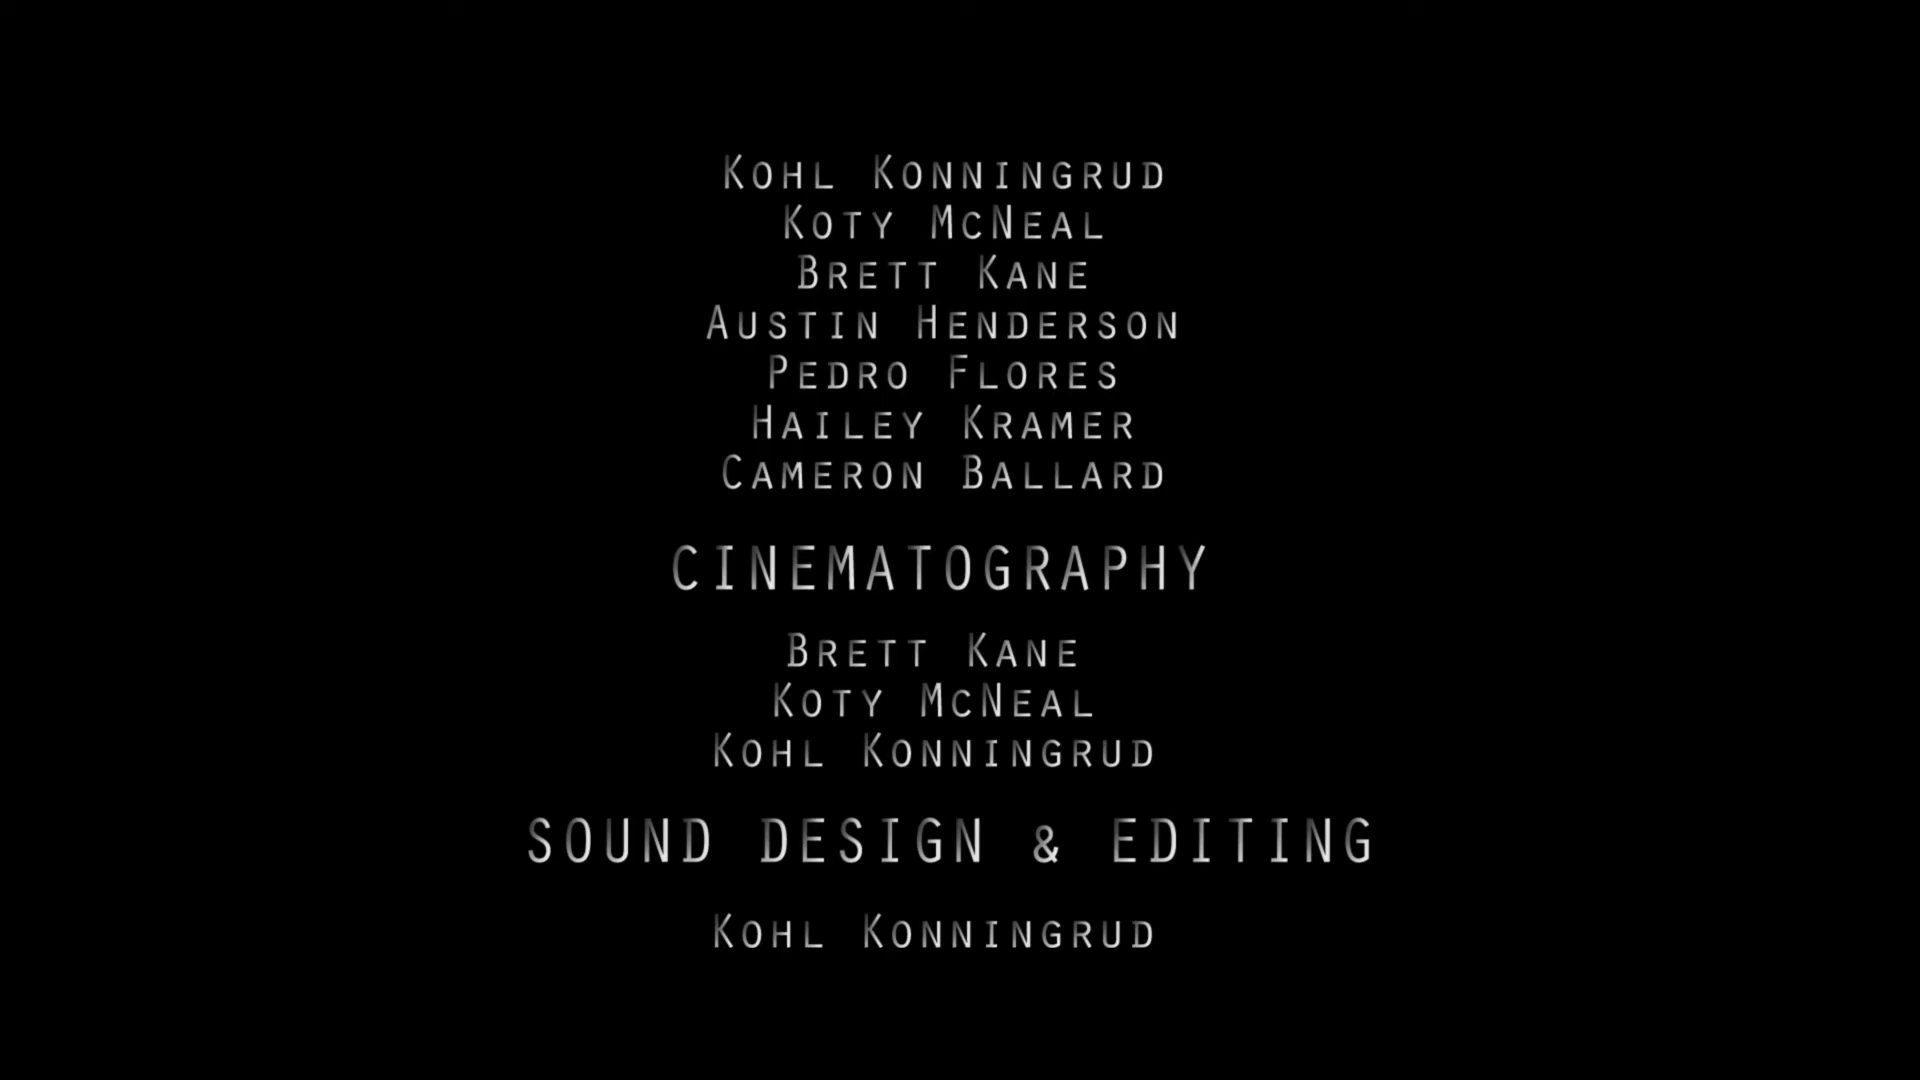 Kohl Konningrud
Koty McNeal
Brett Kane
Austin Henderson
Pedro Flores
Hailey Kramer
Cameron Ballard
CINEMATOGRAPHY
Brett Kane
Koty McNeal
Kohl Konningrud
SOUND DESIGN & EDITING
Kohl Konningrud